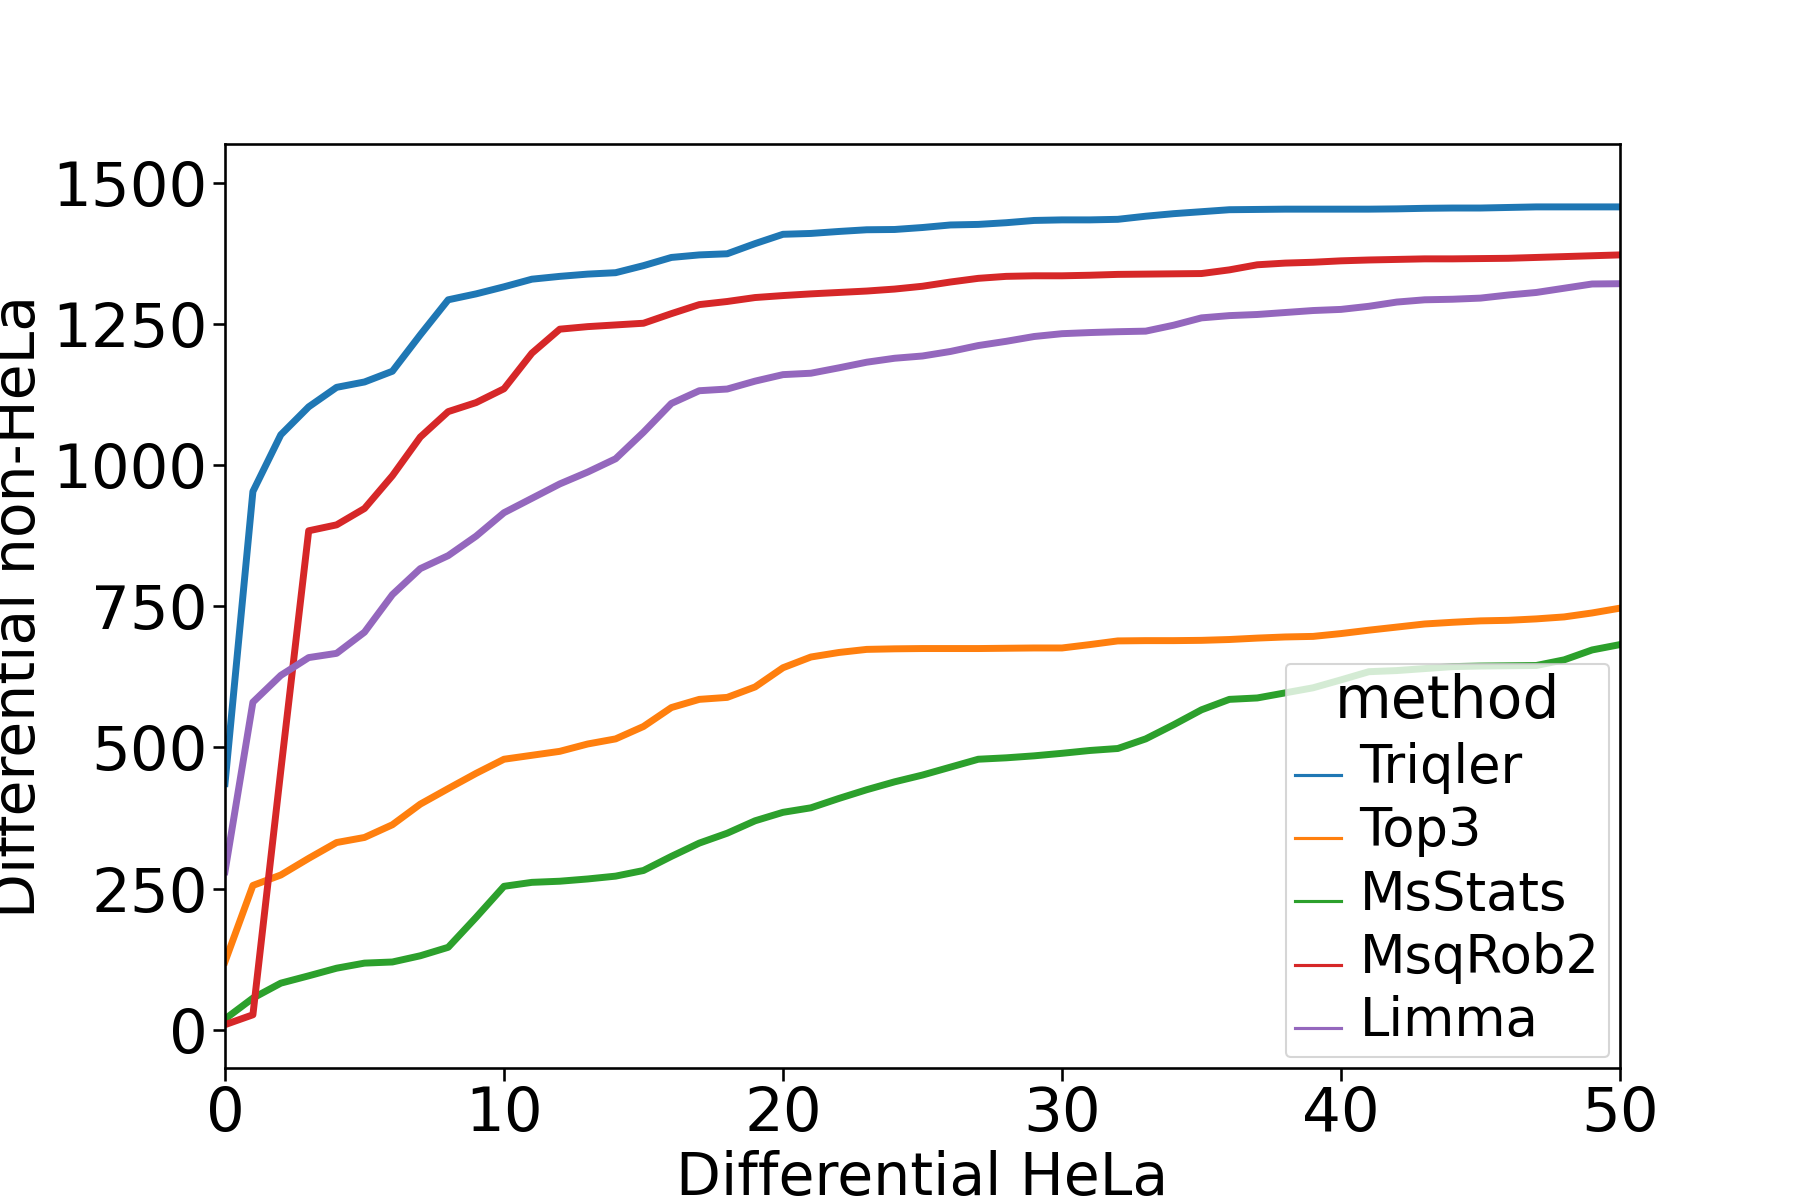 1500
1250
1000
750
500
250
0
Differential non-HeLa
0 10 20 30 40 50
Differential HeLa
method
Triqler
Top3
MsStats
MsqRob2
Limma